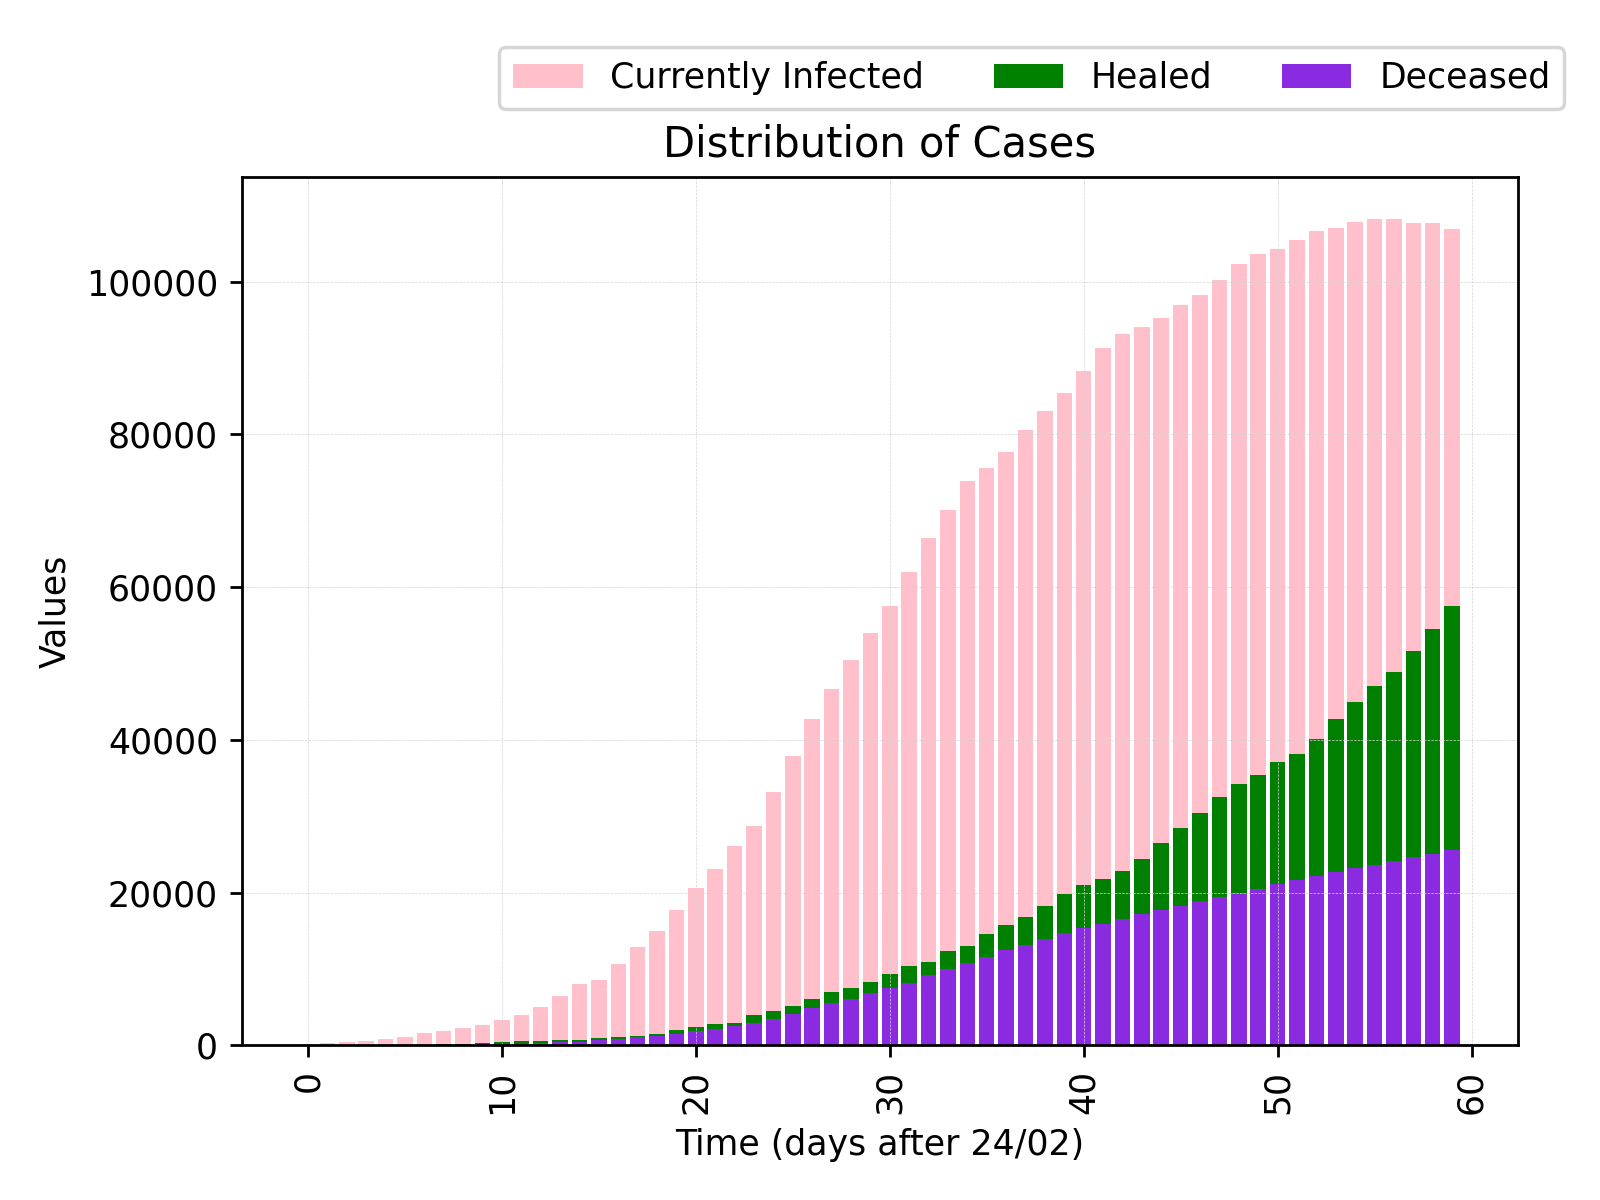 Currently Infected Healed Deceased
Distribution of Cases
Values
100000
80000
60000
40000
20000
0
0 10 20 30 40 50 60
Time (days after 24/02)